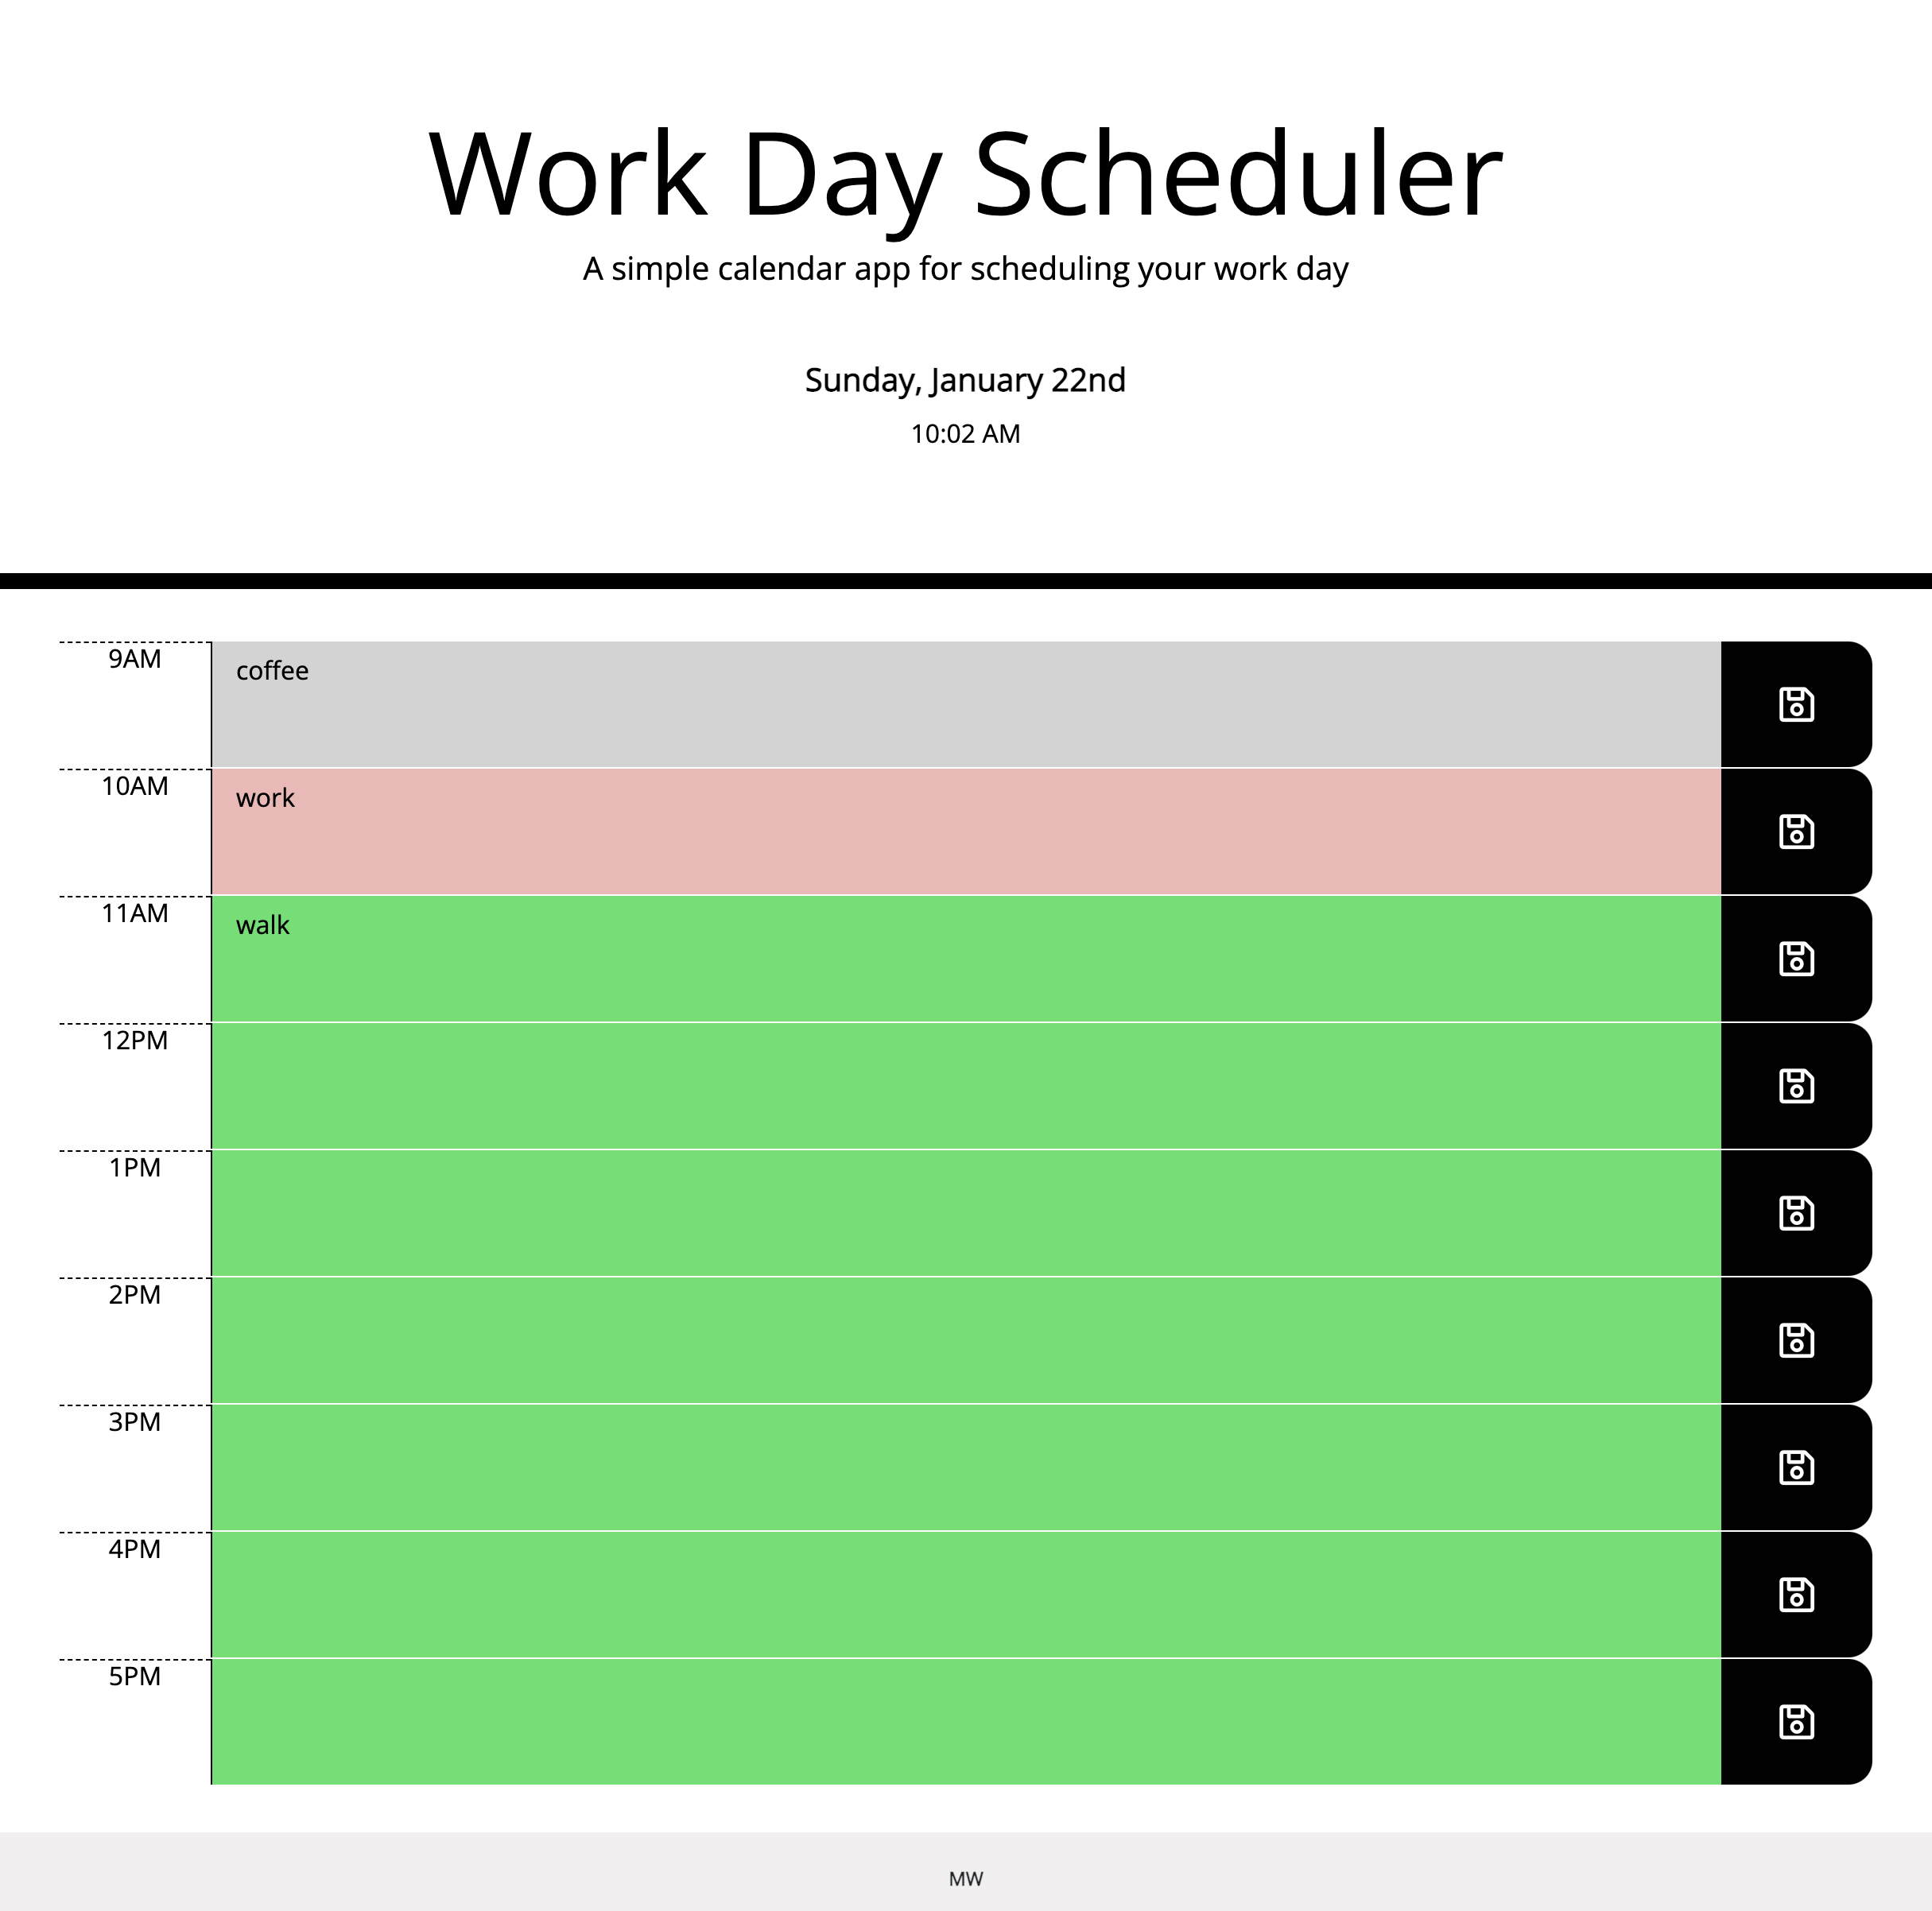 Work Day Scheduler
A simple calendar app for scheduling your work day
Sunday, January 22nd
10:02 AM
9AM
coffee
10AM
work
11AM
walk
12PM
1PM
2PM
3PM
4PM
5PM
MW